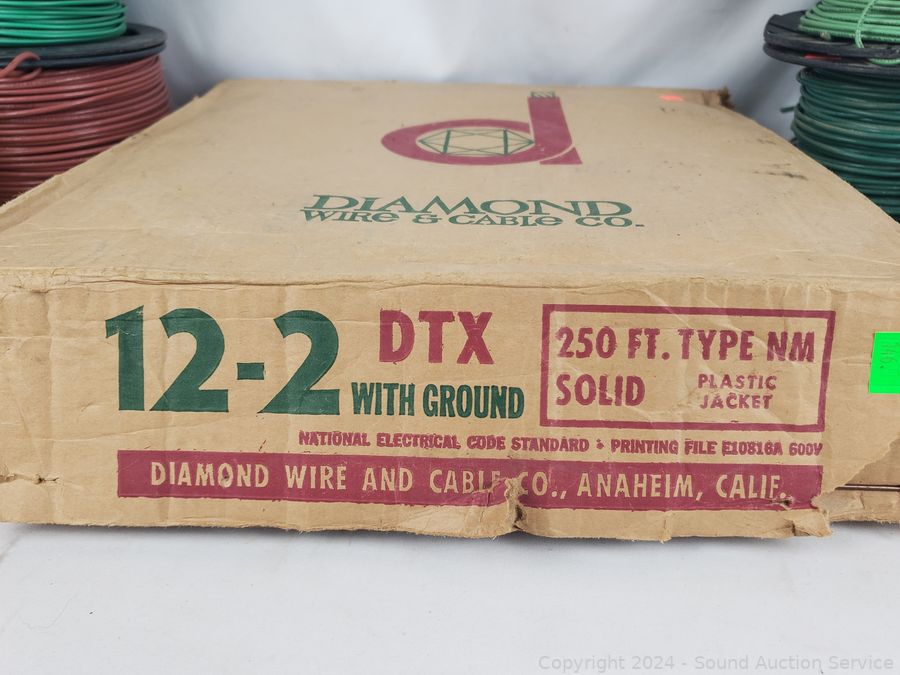 d
DIAMOND
WIRE & CABLE CO.
12-2 DTX
WITH GROUND
250 FT. TYPE NM
SOLID PLASTIC
JACKET
NATIONAL ELECTRICAL CODE STANDARD • PRINTING FILE E10816A 600V
DIAMOND WIRE AND CABLE CO., ANAHEIM, CALIF.
46.
Copyright © 2024 - Sound Auction Service